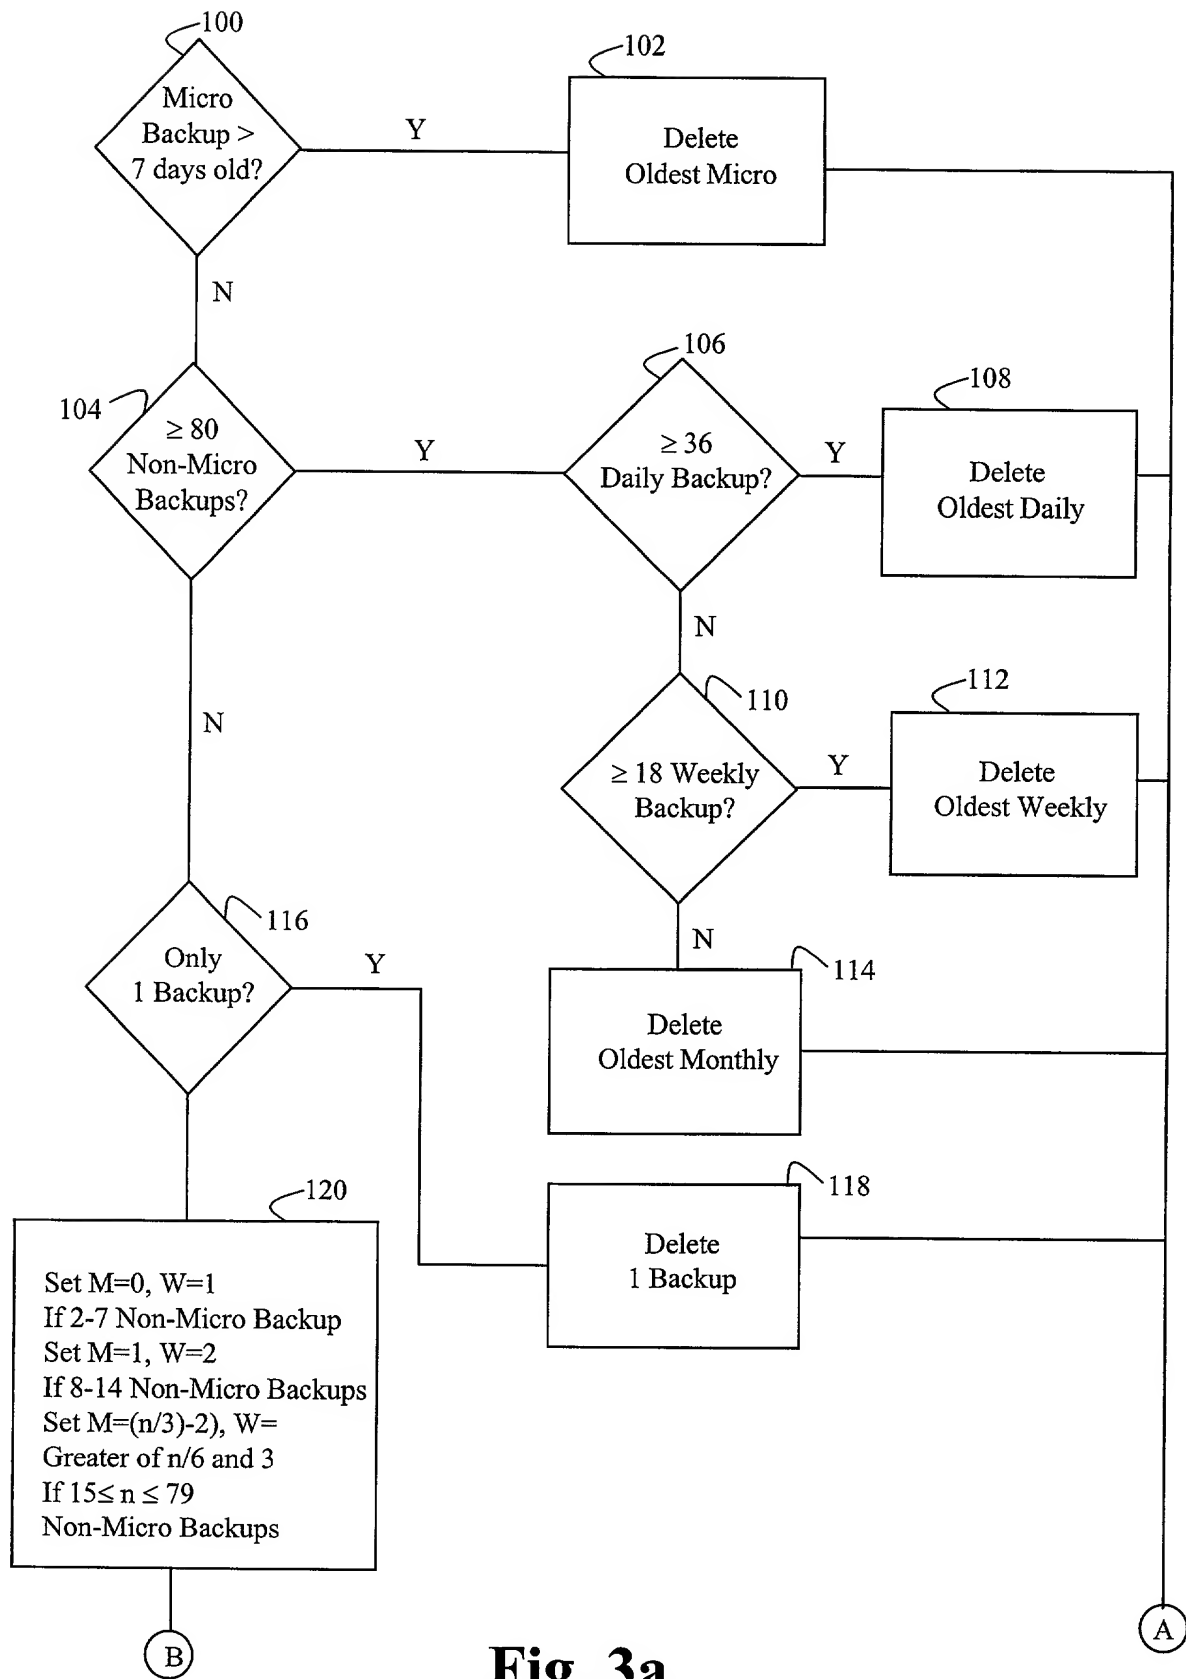 100
Micro
Backup >
7 days old?
Y
102
Delete
Oldest Micro
N
104
≥ 80
Non-Micro
Backups?
Y
106
≥ 36
Daily Backup?
Y
108
Delete
Oldest Daily
N
N
110
≥ 18 Weekly
Backup?
Y
112
Delete
Oldest Weekly
N
116
Only
1 Backup?
Y
114
Delete
Oldest Monthly
118
Delete
1 Backup
120
Set M=0, W=1
If 2-7 Non-Micro Backup
Set M=1, W=2
If 8-14 Non-Micro Backups
Set M=(n/3)-2), W=
Greater of n/6 and 3
If 15≤ n ≤ 79
Non-Micro Backups
B
A
Fig. 3a